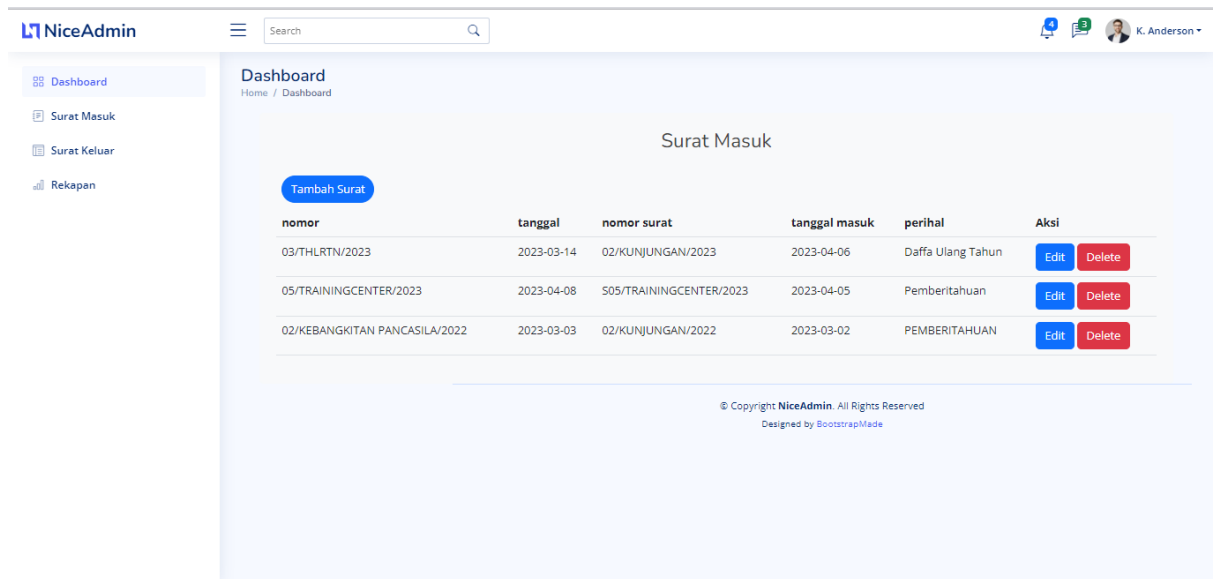 NiceAdmin
Search
4
3
K. Anderson
Dashboard
Surat Masuk
Surat Keluar
Rekapan
Dashboard
Home / Dashboard
Surat Masuk
Tambah Surat
nomor tanggal nomor surat tanggal masuk perihal Aksi
03/THLRTN/2023 2023-03-14 02/KUNJUNGAN/2023 2023-04-06 Daffa Ulang Tahun Edit Delete
05/TRAININGCENTER/2023 2023-04-08 S05/TRAININGCENTER/2023 2023-04-05 Pemberitahuan Edit Delete
02/KEBANGKITAN PANCASILA/2022 2023-03-03 02/KUNJUNGAN/2022 2023-03-02 PEMBERITAHUAN Edit Delete
© Copyright NiceAdmin. All Rights Reserved
Designed by BootstrapMade